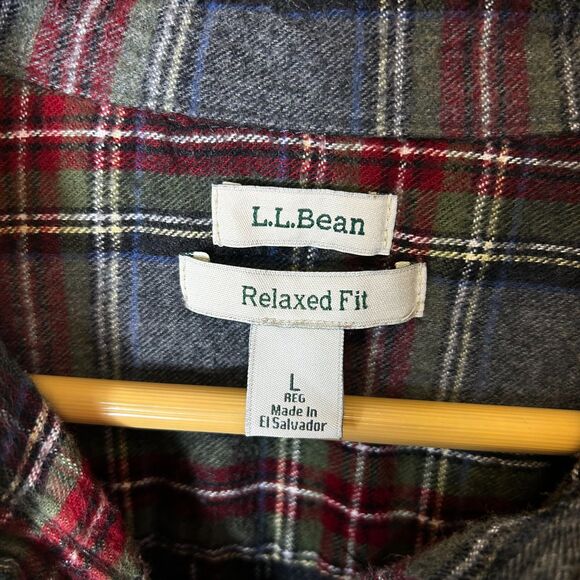 L.L.Bean
Relaxed Fit
L
REG
Made In
El Salvador